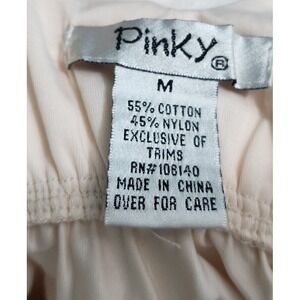 Pinky®
M
55% COTTON
45% NYLON
EXCLUSIVE OF
TRIMS
RN#108140
MADE IN CHINA
OVER FOR CARE